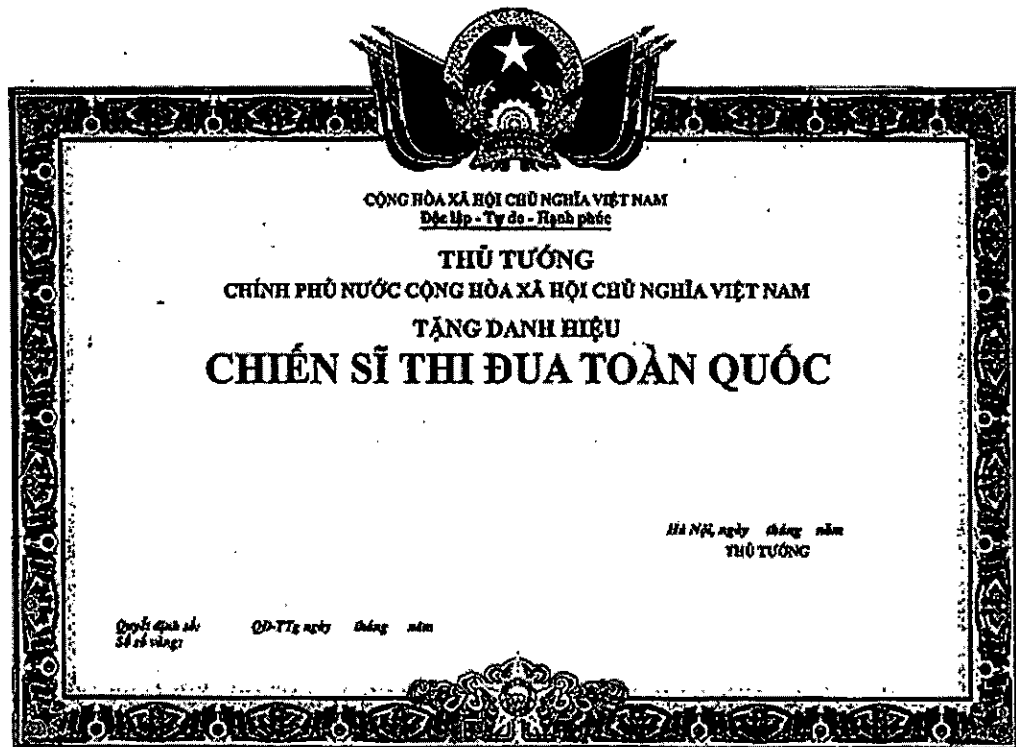 CỘNG HÒA XÃ HỘI CHỦ NGHĨA VIỆT NAM
Độc lập - Tự do - Hạnh phúc
THỦ TƯỚNG
CHÍNH PHỦ NƯỚC CỘNG HÒA XÃ HỘI CHỦ NGHĨA VIỆT NAM
TẶNG DANH HIỆU
CHIẾN SĨ THI ĐUA TOÀN QUỐC
Hà Nội, ngày tháng năm
THỦ TƯỚNG
Quyết định số: QĐ-TTg ngày tháng năm
Số sổ vàng: